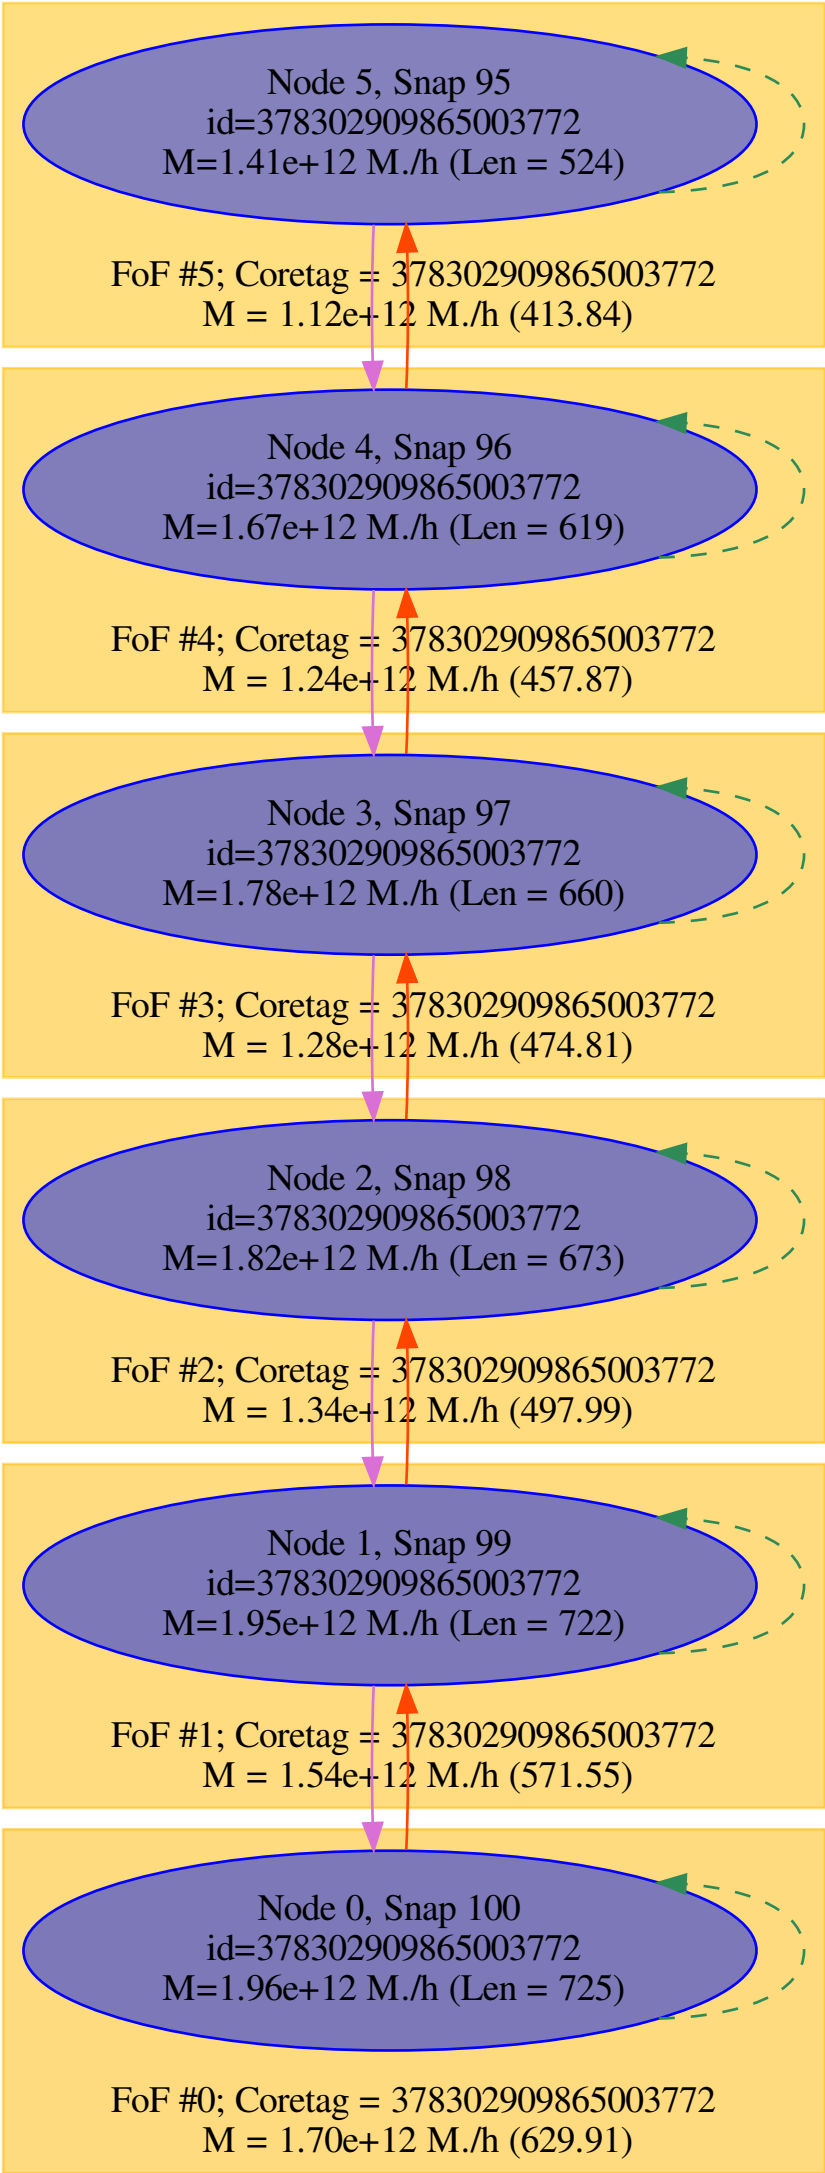 Node 5, Snap 95
id=378302909865003772
M=1.41e+12 M./h (Len = 524)
FoF #5; Coretag = 378302909865003772
M = 1.12e+12 M./h (413.84)
Node 4, Snap 96
id=378302909865003772
M=1.67e+12 M./h (Len = 619)
FoF #4; Coretag = 378302909865003772
M = 1.24e+12 M./h (457.87)
Node 3, Snap 97
id=378302909865003772
M=1.78e+12 M./h (Len = 660)
FoF #3; Coretag = 378302909865003772
M = 1.28e+12 M./h (474.81)
Node 2, Snap 98
id=378302909865003772
M=1.82e+12 M./h (Len = 673)
FoF #2; Coretag = 378302909865003772
M = 1.34e+12 M./h (497.99)
Node 1, Snap 99
id=378302909865003772
M=1.95e+12 M./h (Len = 722)
FoF #1; Coretag = 378302909865003772
M = 1.54e+12 M./h (571.55)
Node 0, Snap 100
id=378302909865003772
M=1.96e+12 M./h (Len = 725)
FoF #0; Coretag = 378302909865003772
M = 1.70e+12 M./h (629.91)